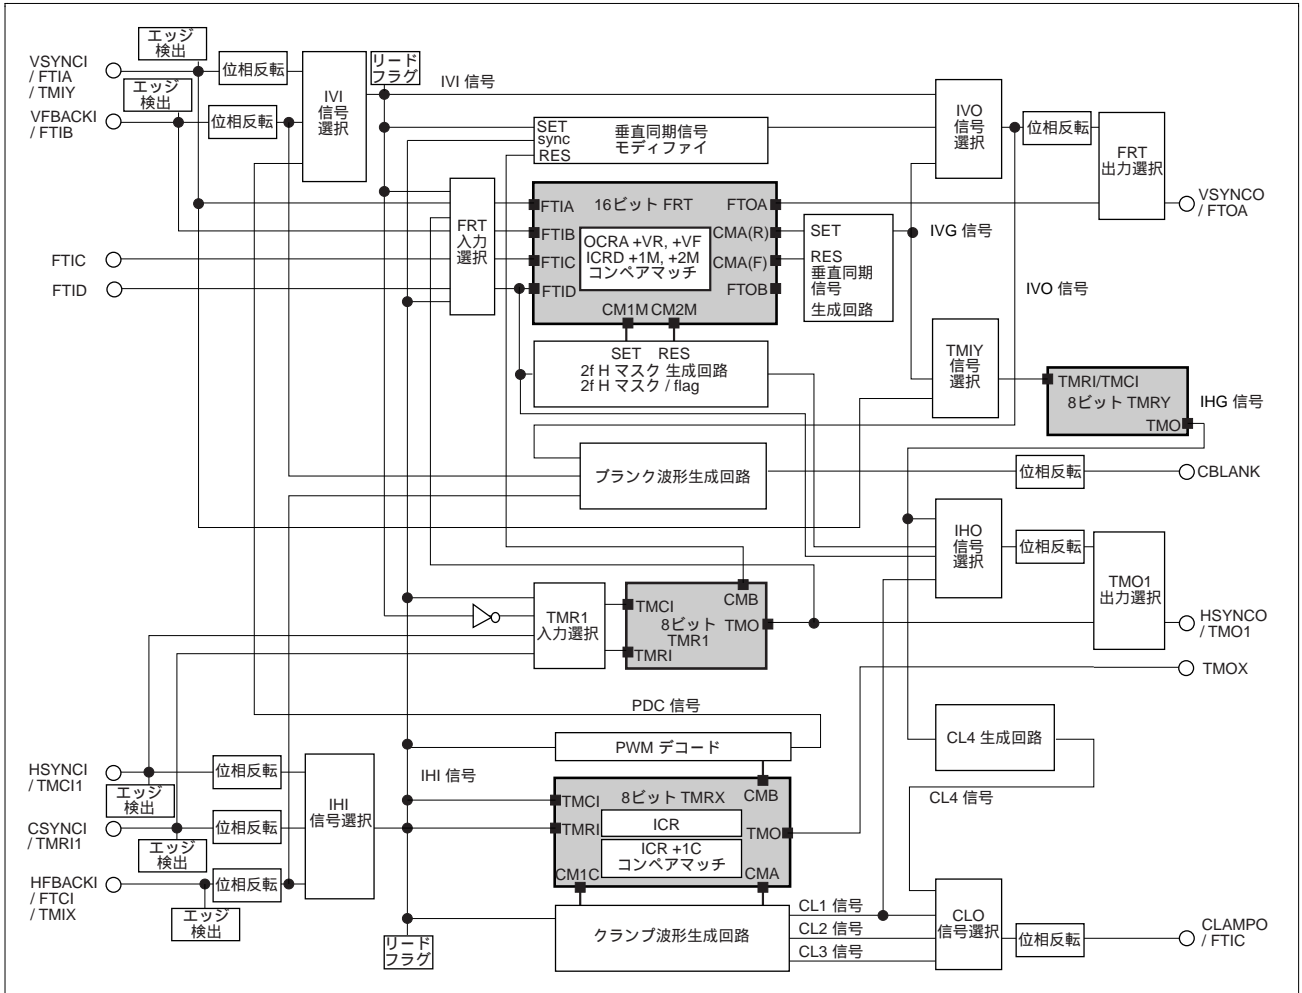 エッジ
検出
VSYNCI
/ FTIA
/ TMIY
位相反転
エッジ
検出
VFBACKI
/ FTIB
位相反転
IVI
信号
選択
リード
フラグ
IVI 信号
SET
sync
RES
垂直同期信号
モディファイ
IVO
信号
選択
位相反転
FRT
出力選択
VSYNCO
/ FTOA
FTIC
FTID
FRT
入力
選択
16ビット FRT
FTIA
FTIB
FTIC
FTID
OCRA +VR, +VF
ICRD +1M, +2M
コンペアマッチ
FTOA
CMA(R)
CMA(F)
FTOB
CM1M CM2M
SET
RES
垂直同期
信号
生成回路
IVG 信号
IVO 信号
SET RES
2f H マスク 生成回路
2f H マスク / flag
TMIY
信号
選択
TMRI/TMCI
8ビット TMRY
TMO
IHG 信号
ブランク波形生成回路
位相反転
CBLANK
IHO
信号
選択
位相反転
TMO1
出力選択
HSYNCO
/ TMO1
TMR1
入力選択
TMCI
CMB
8ビット
TMR1
TMO
TMRI
TMOX
PDC 信号
PWM デコード
CL4 生成回路
CL4 信号
HSYNCI
/ TMCI1
エッジ
検出
位相反転
CSYNCI
/ TMRI1
エッジ
検出
位相反転
HFBACKI
/ FTCI
/ TMIX
エッジ
検出
位相反転
IHI
信号選択
IHI 信号
TMCI
8ビット TMRX
CMB
TMRI
ICR
TMO
ICR +1C
コンペアマッチ
CM1C
CMA
リード
フラグ
クランプ波形生成回路
CL1 信号
CL2 信号
CL3 信号
CLO
信号選択
位相反転
CLAMPO
/ FTIC